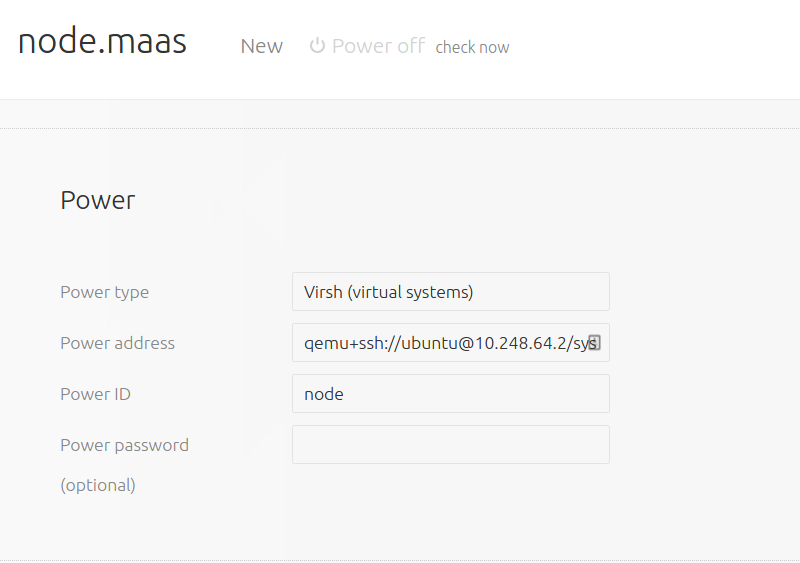 node.maas New Power off check now
Power
Power type Virsh (virtual systems)
Power address qemu+ssh://ubuntu@10.248.64.2/sys
Power ID node
Power password
(optional)